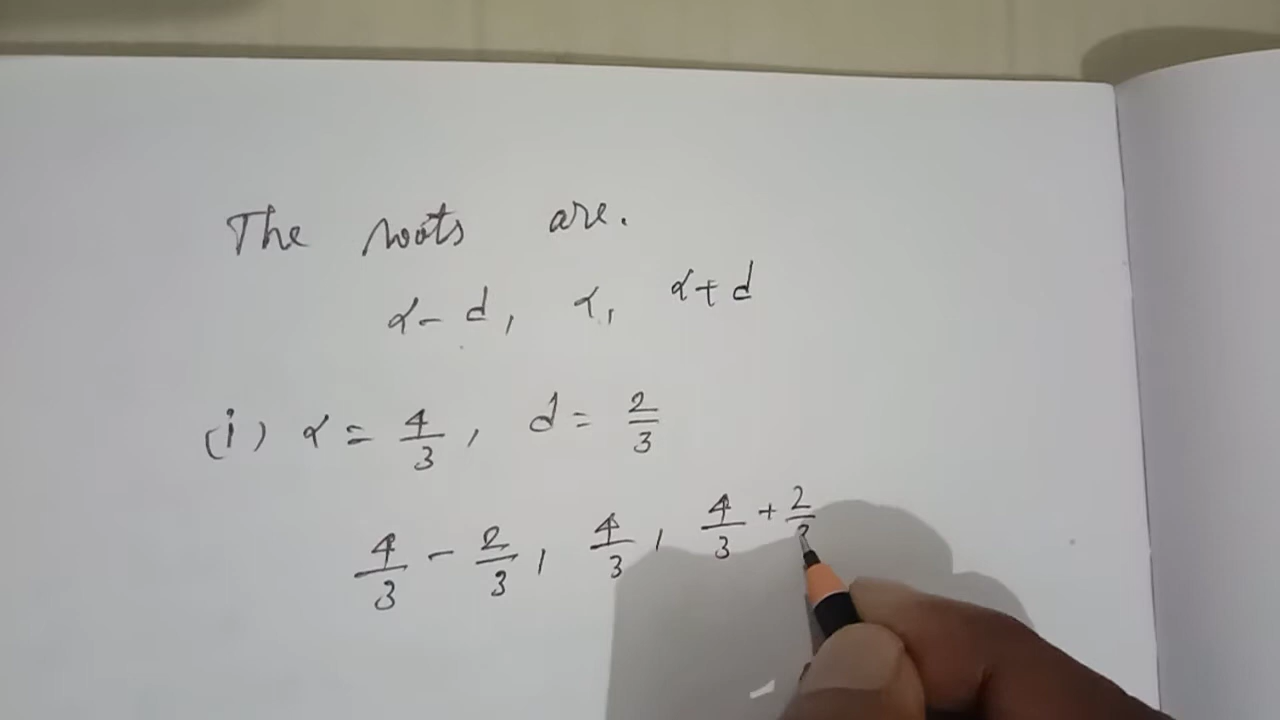 The roots are.
α - d, α, α + d
(i) α = 4/3, d = 2/3
4/3 - 2/3, 4/3, 4/3 + 2/3